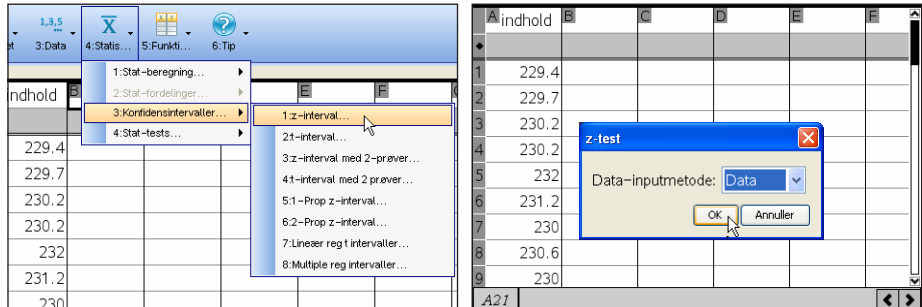 1,3,5
et 3:Data 4:Statis... 5:Funkti... 6:Tip
1:Stat-beregning...
2:Stat-fordelinger...
3:Konfidensintervaller...
4:Stat-tests...
1:z-interval...
2:t-interval...
3:z-interval med 2-prøver...
4:t-interval med 2 prøver...
5:1-Prop z-interval...
6:2-Prop z-interval...
7:Lineær reg t intervaller...
8:Multiple reg intervaller...
indhold B E F
229.4
229.7
230.2
230.2
232
231.2
230
A indhold B C D E F
1 229.4
2 229.7
3 230.2
4 230.2
5 232
6 231.2
7 230
8 230.6
9 230
A21
z-test
Data-inputmetode: Data
OK Annuller